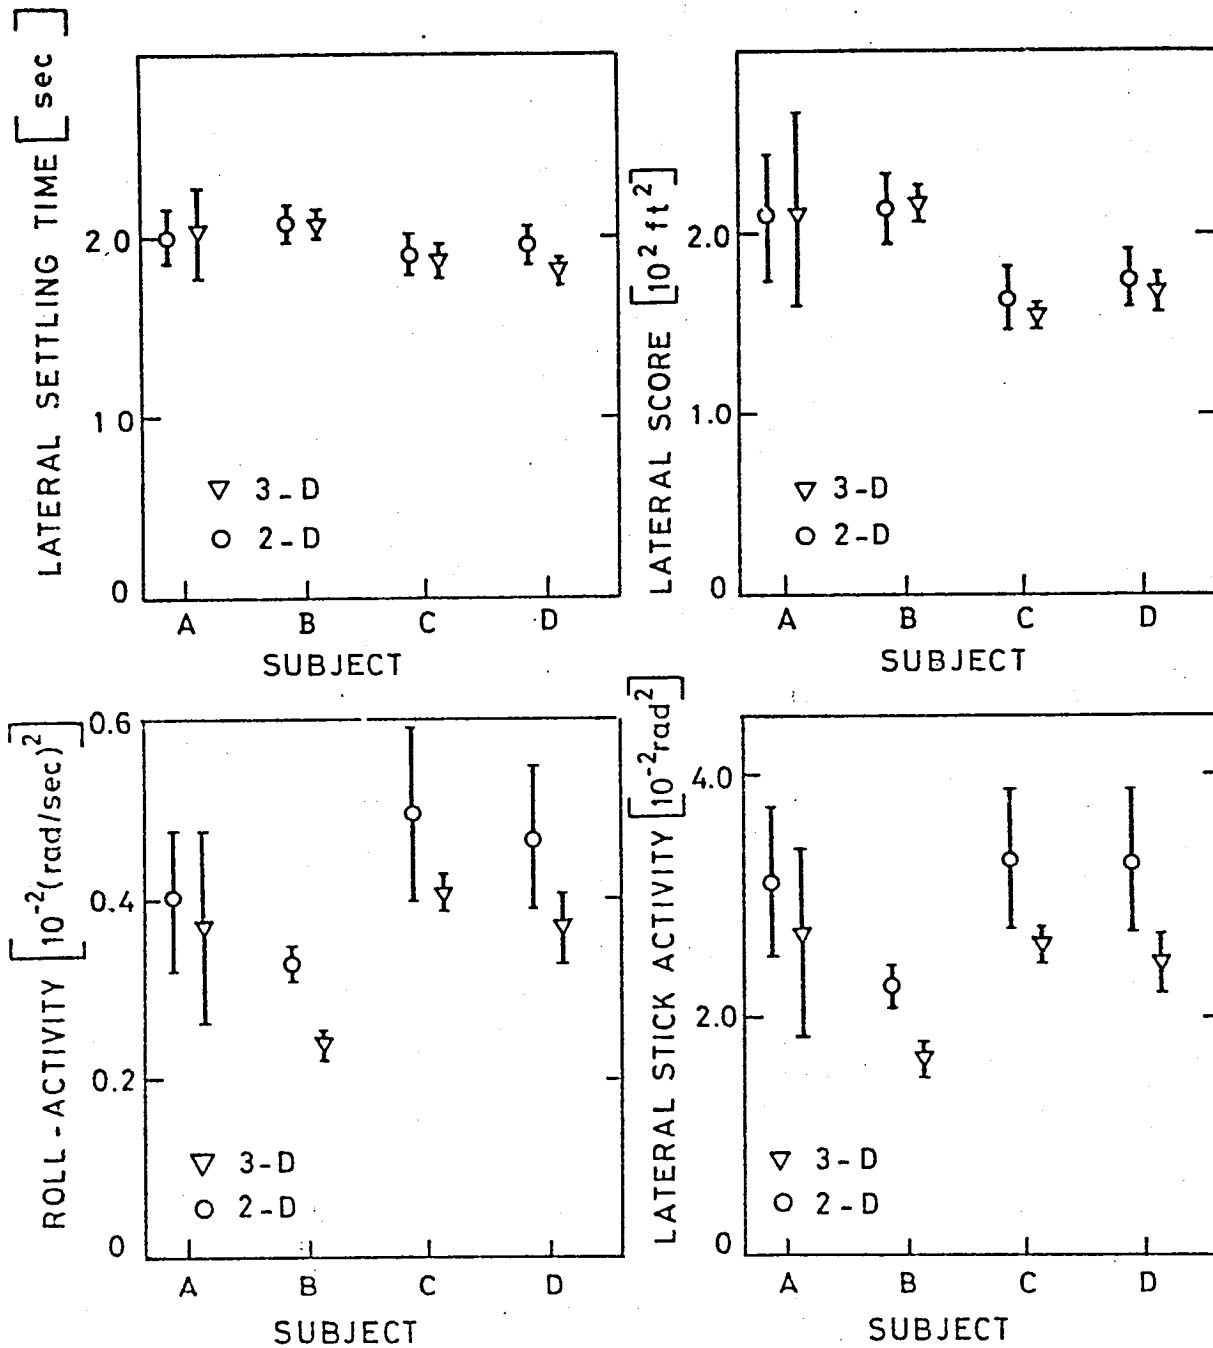 LATERAL SETTLING TIME [sec]
2.0
1.0
0
▽ 3-D
○ 2-D
A B C D
SUBJECT
LATERAL SCORE [10² ft²]
2.0
1.0
0
▽ 3-D
○ 2-D
A B C D
SUBJECT
ROLL-ACTIVITY [10⁻²(rad/sec)²]
0.6
0.4
0.2
0
▽ 3-D
○ 2-D
A B C D
SUBJECT
LATERAL STICK ACTIVITY [10⁻²rad²]
4.0
2.0
0
▽ 3-D
○ 2-D
A B C D
SUBJECT